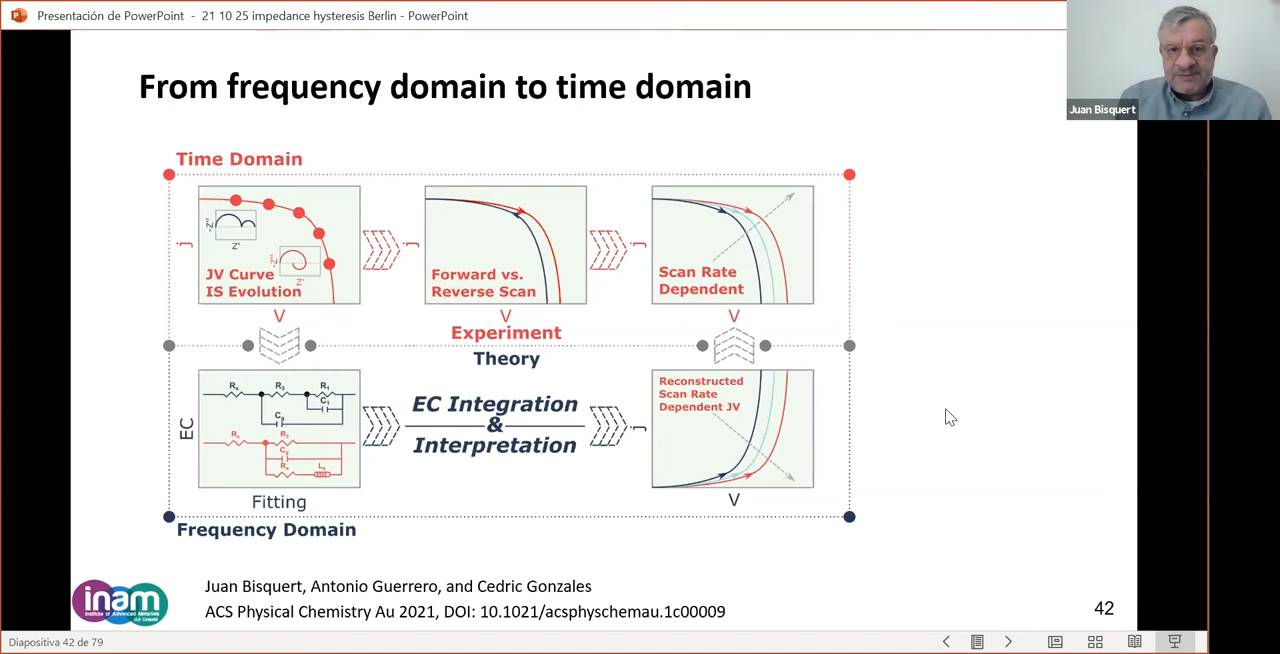 Presentación de PowerPoint - 21 10 25 impedance hysteresis Berlin - PowerPoint
Juan Bisquert
From frequency domain to time domain
Time Domain
-Z''
Z'
-Z''
Z'
JV Curve
IS Evolution
j
V
Forward vs.
Reverse Scan
j
V
Scan Rate
Dependent
j
V
Experiment
Theory
EC
Fitting
EC Integration
&
Interpretation
Reconstructed
Scan Rate
Dependent JV
j
V
Frequency Domain
inam
Juan Bisquert, Antonio Guerrero, and Cedric Gonzales
ACS Physical Chemistry Au 2021, DOI: 10.1021/acsphyschemau.1c00009
42
Diapositiva 42 de 79